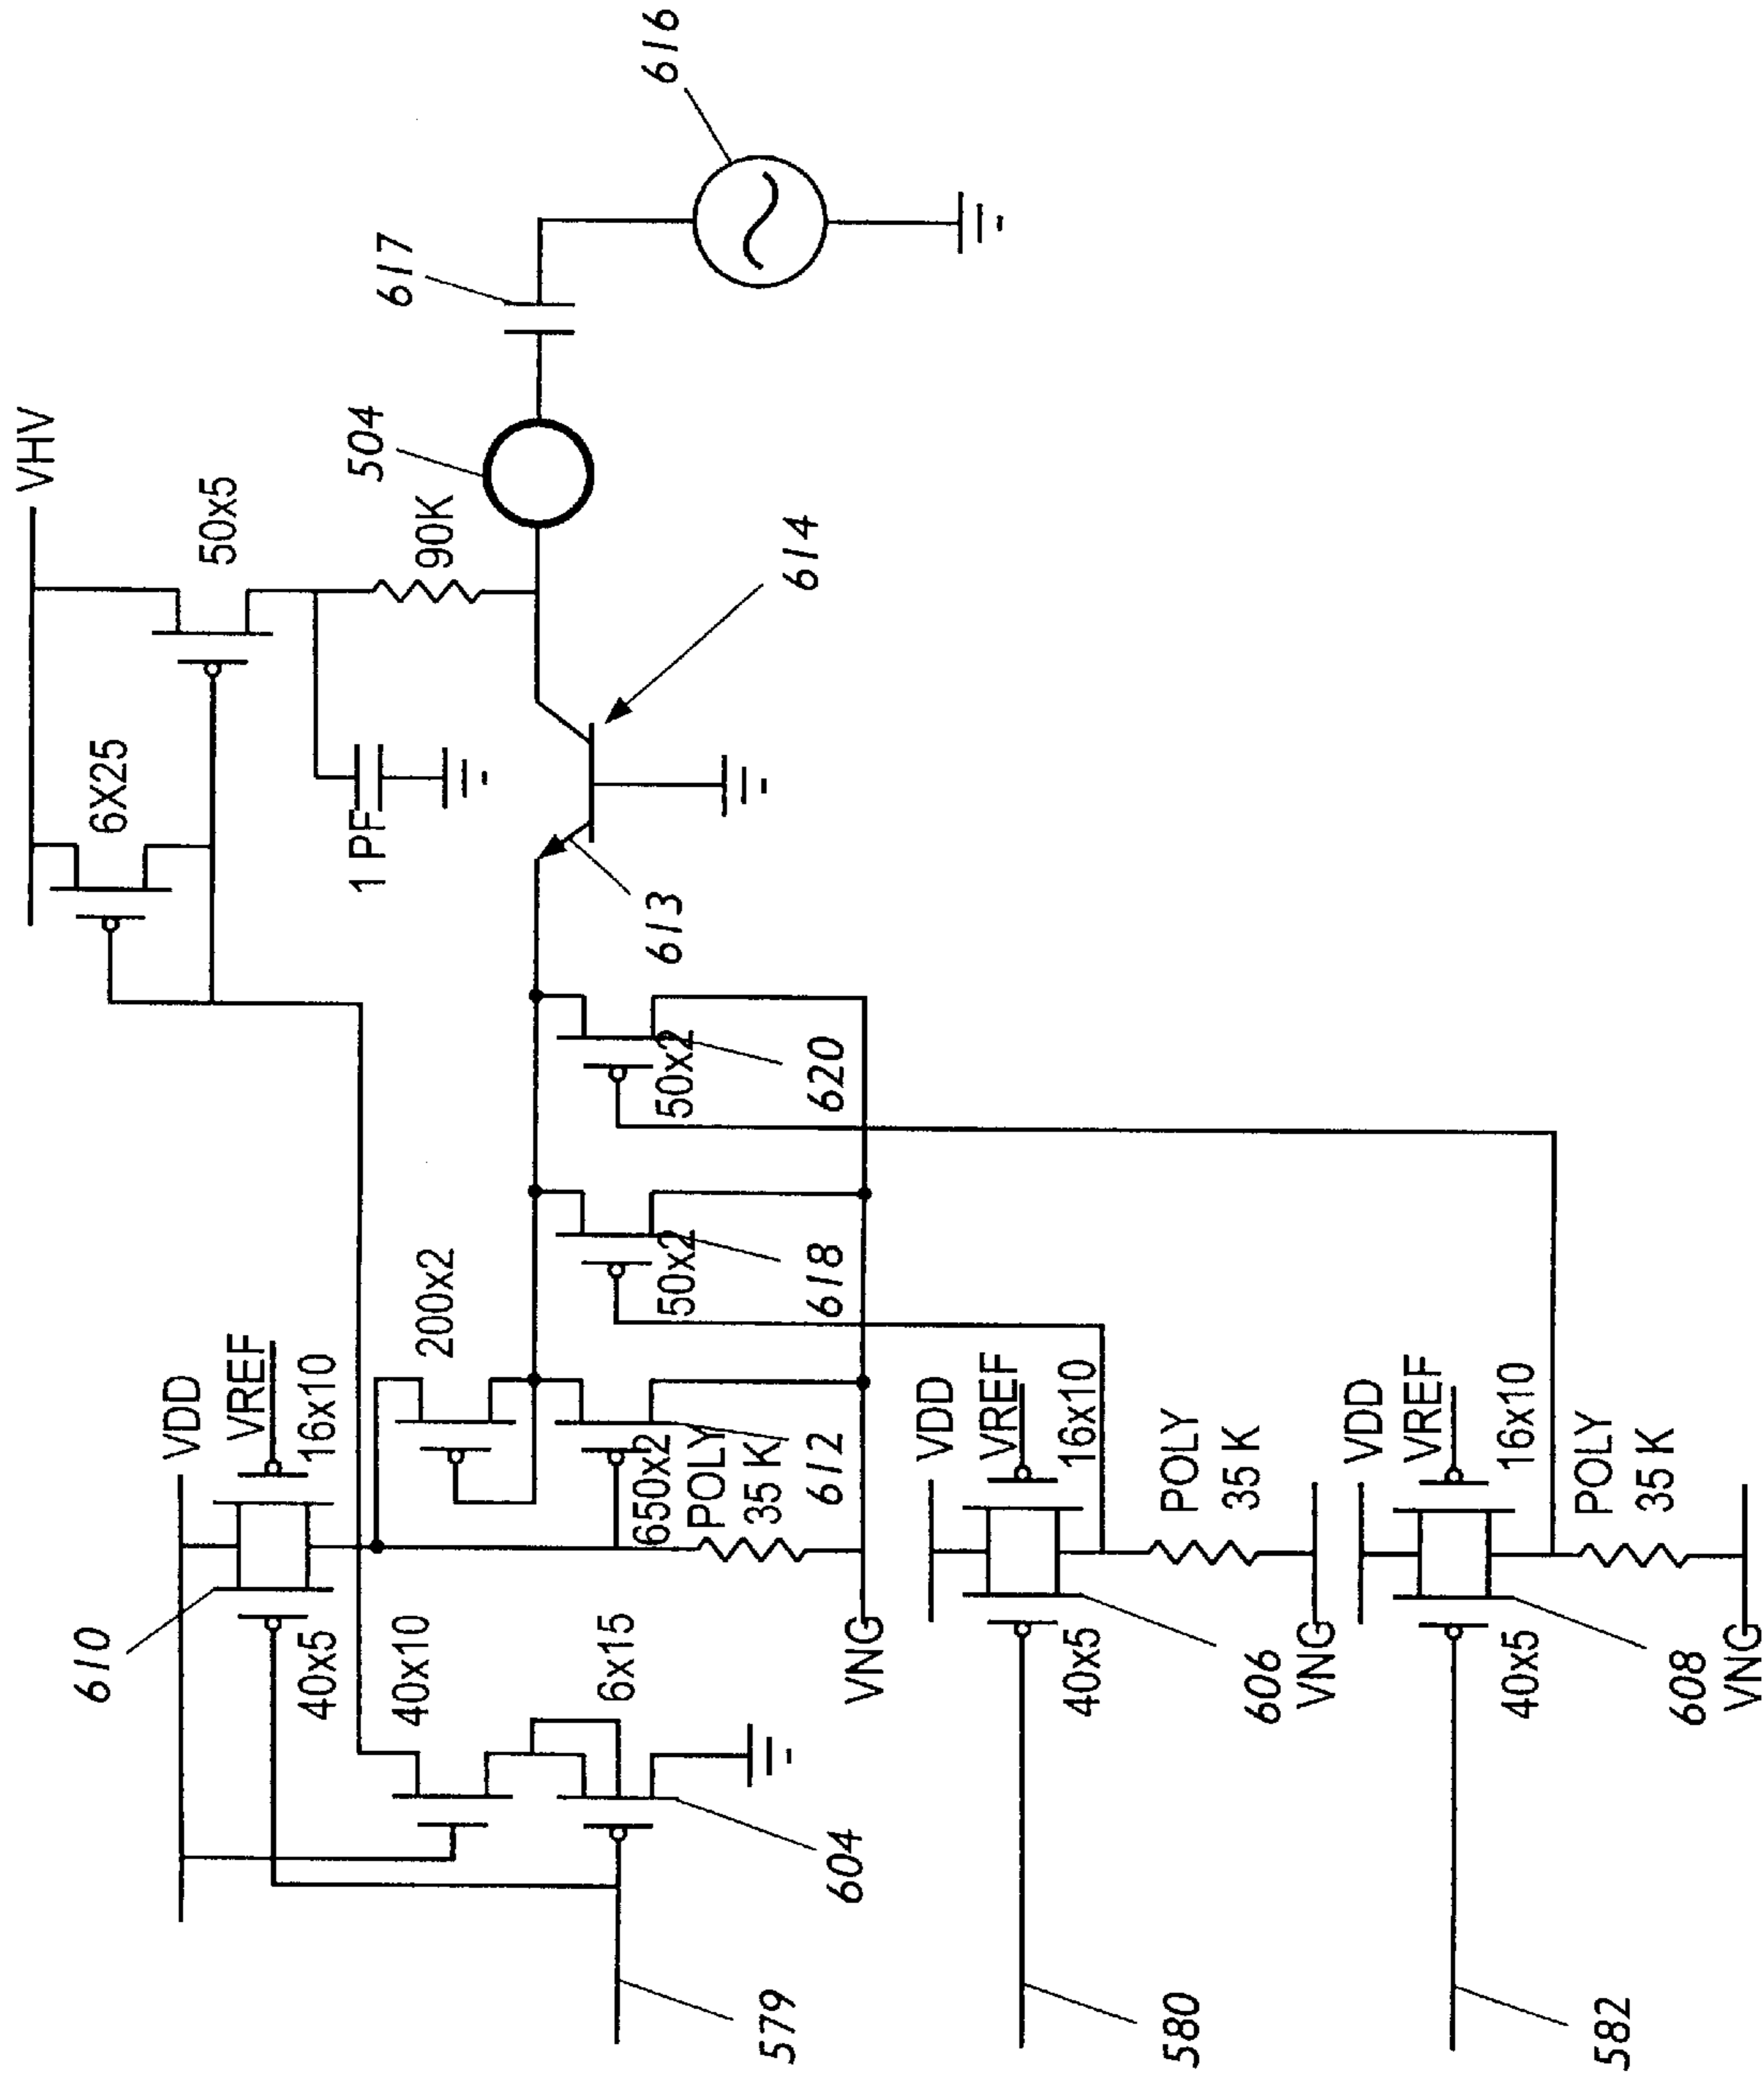 VHV
6X25
50x5
1 PF
90K
504
617
616
614
613
VDD
VREF
610
40x5
16x10
200x2
40x10
6x15
604
650x2
POLY
35 K
612
50x2
618
50x2
620
VNG
579
VDD
VREF
40x5
16x10
606
POLY
35 K
VNG
580
VDD
VREF
40x5
16x10
608
POLY
35 K
VNG
582